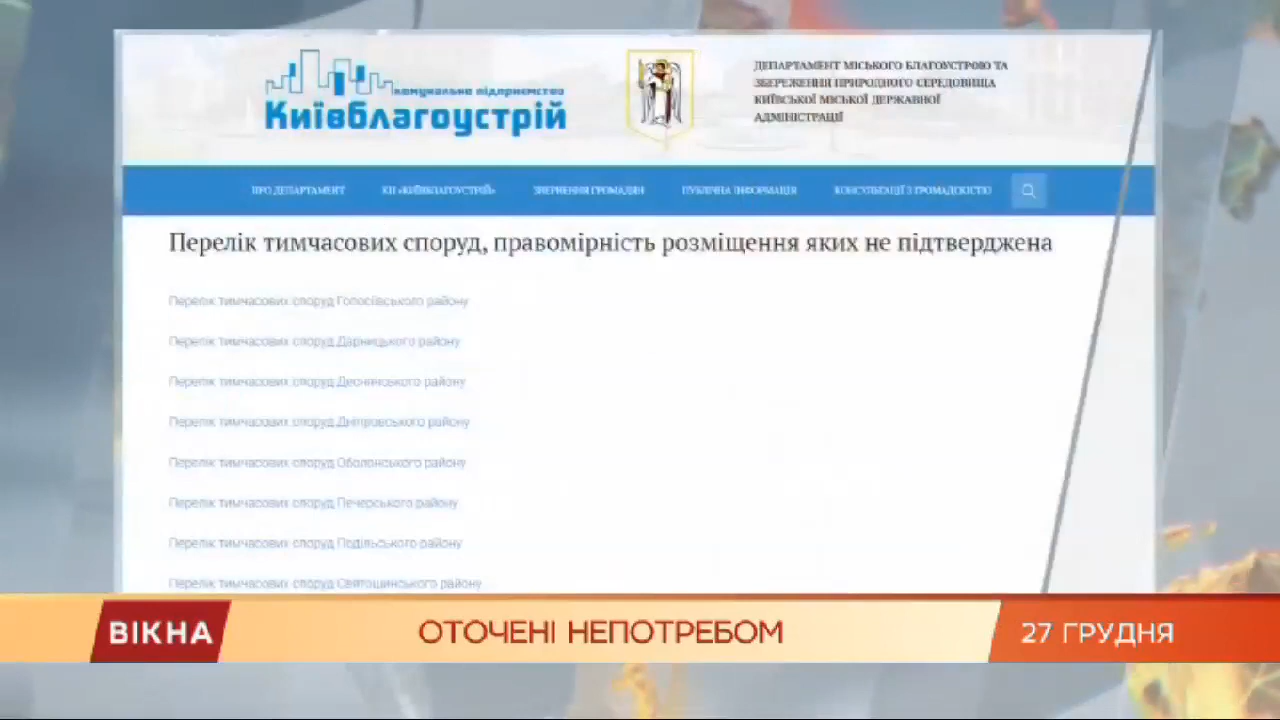 комунальне підприємство
Київблагоустрій
ДЕПАРТАМЕНТ МІСЬКОГО БЛАГОУСТРОЮ ТА
ЗБЕРЕЖЕННЯ ПРИРОДНОГО СЕРЕДОВИЩА
КИЇВСЬКОЇ МІСЬКОЇ ДЕРЖАВНОЇ
АДМІНІСТРАЦІЇ
ПРО ДЕПАРТАМЕНТ КП «КИЇВБЛАГОУСТРІЙ» ЗВЕРНЕННЯ ГРОМАДЯН ПУБЛІЧНА ІНФОРМАЦІЯ КОНСУЛЬТАЦІЇ З ГРОМАДСКІСТЮ
Перелік тимчасових споруд, правомірність розміщення яких не підтверджена
Перелік тимчасових споруд Голосіївського району
Перелік тимчасових споруд Дарницького району
Перелік тимчасових споруд Деснянського району
Перелік тимчасових споруд Дніпровського району
Перелік тимчасових споруд Оболонського району
Перелік тимчасових споруд Печерського району
Перелік тимчасових споруд Подільського району
Перелік тимчасових споруд Святошинського району
ВІКНА ОТОЧЕНІ НЕПОТРЕБОМ 27 ГРУДНЯ